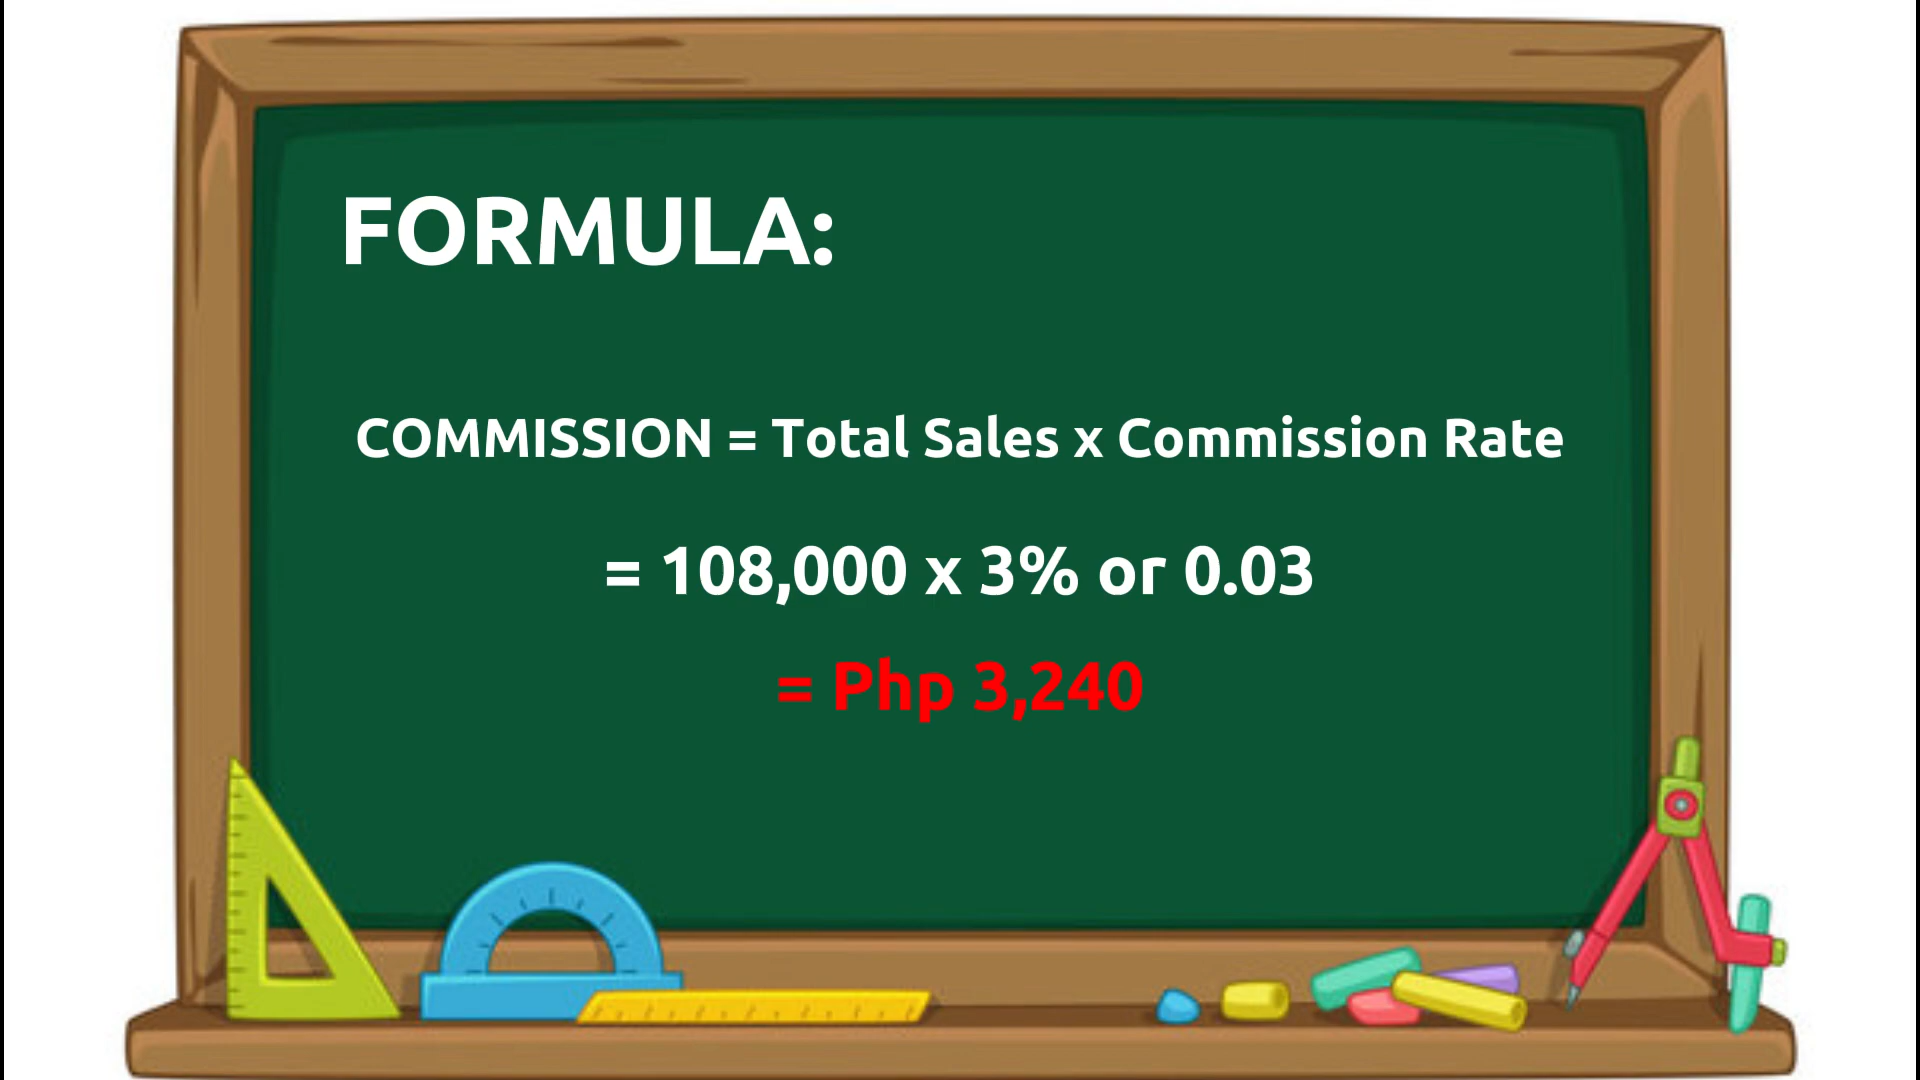 FORMULA:
COMMISSION = Total Sales x Commission Rate
= 108,000 x 3% or 0.03
= Php 3,240